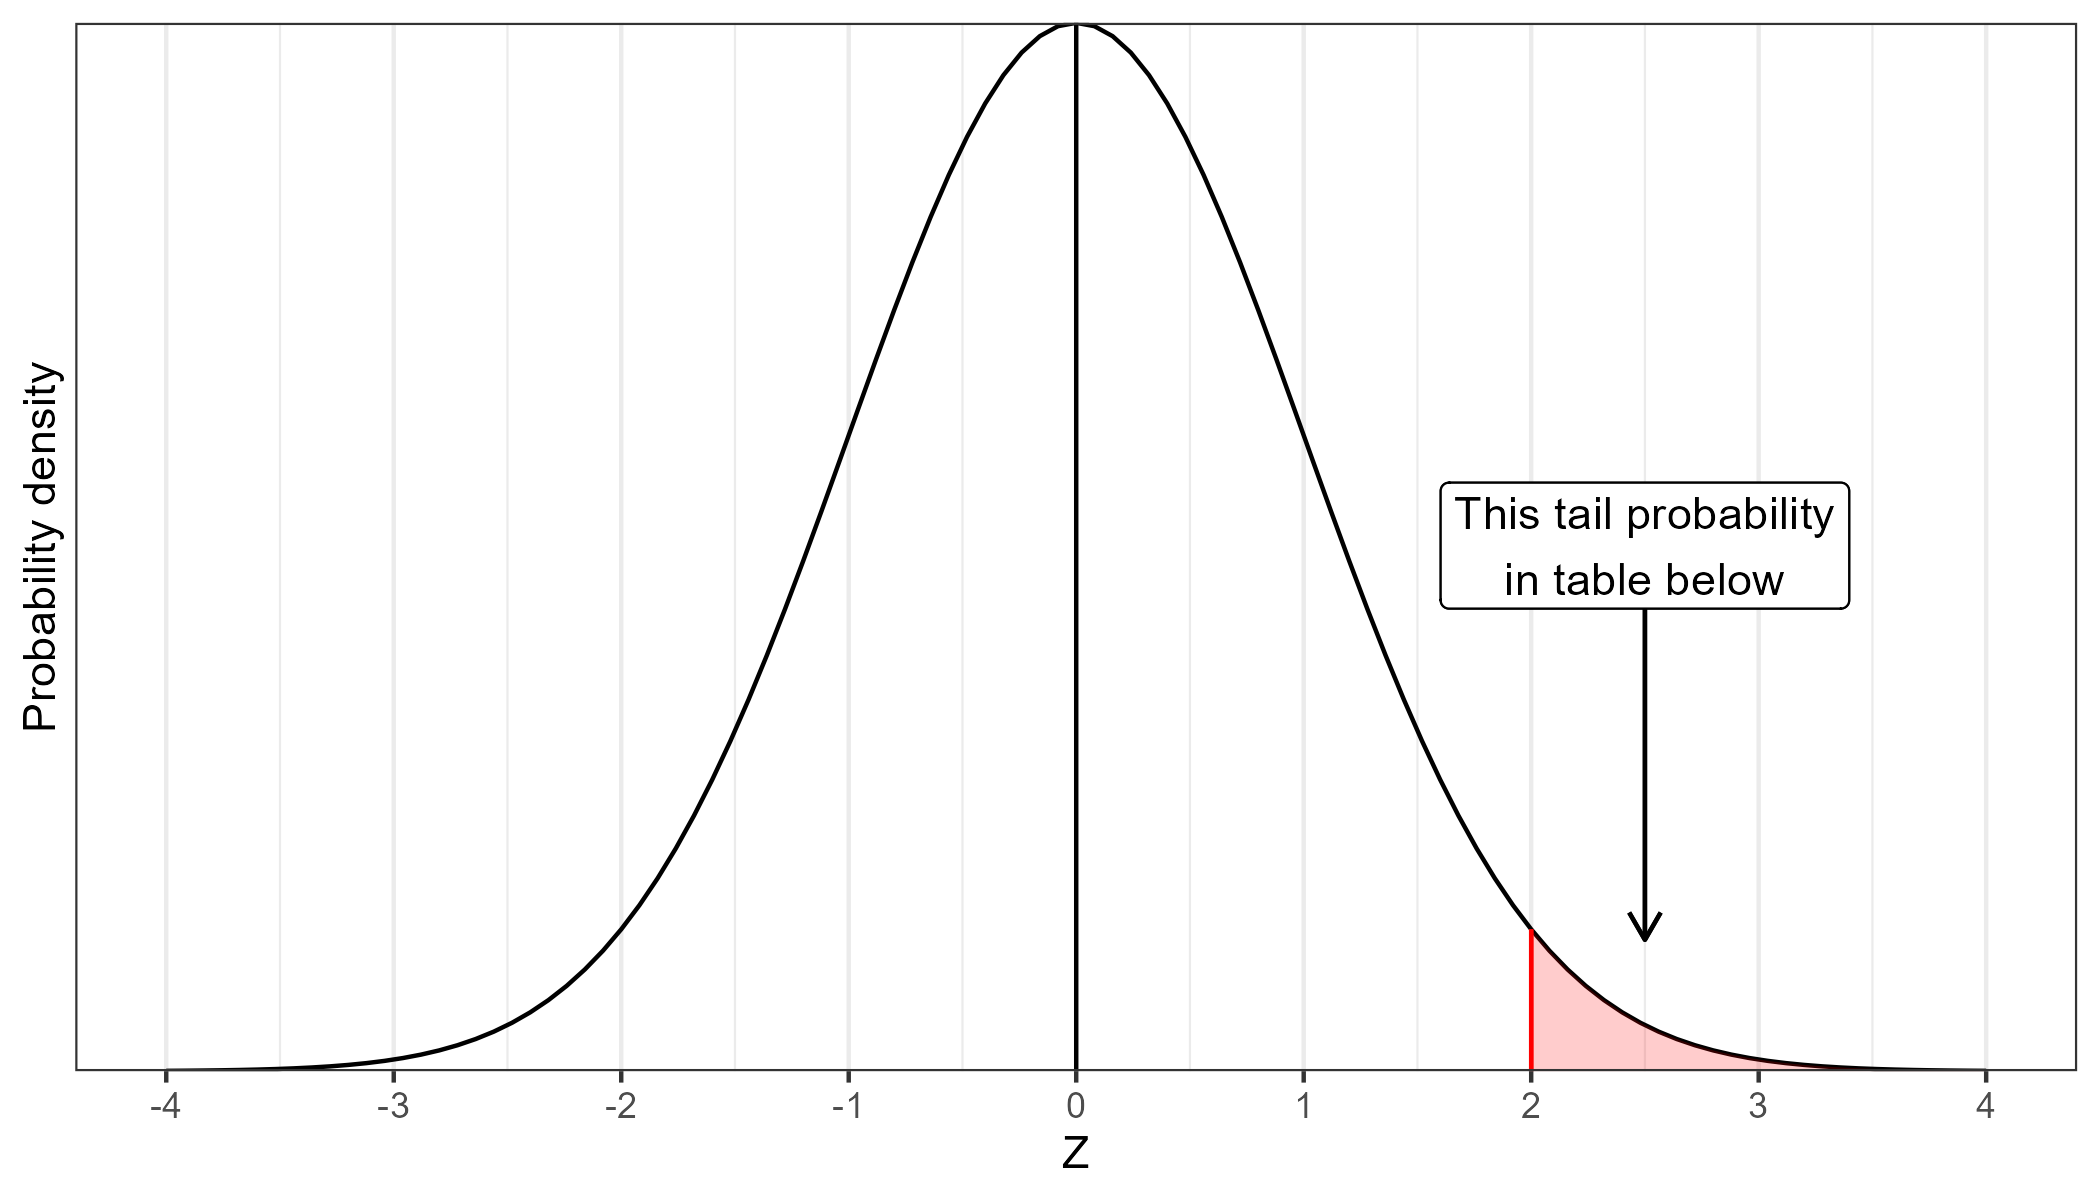 Probability density
This tail probability
in table below
-4 -3 -2 -1 0 1 2 3 4
Z